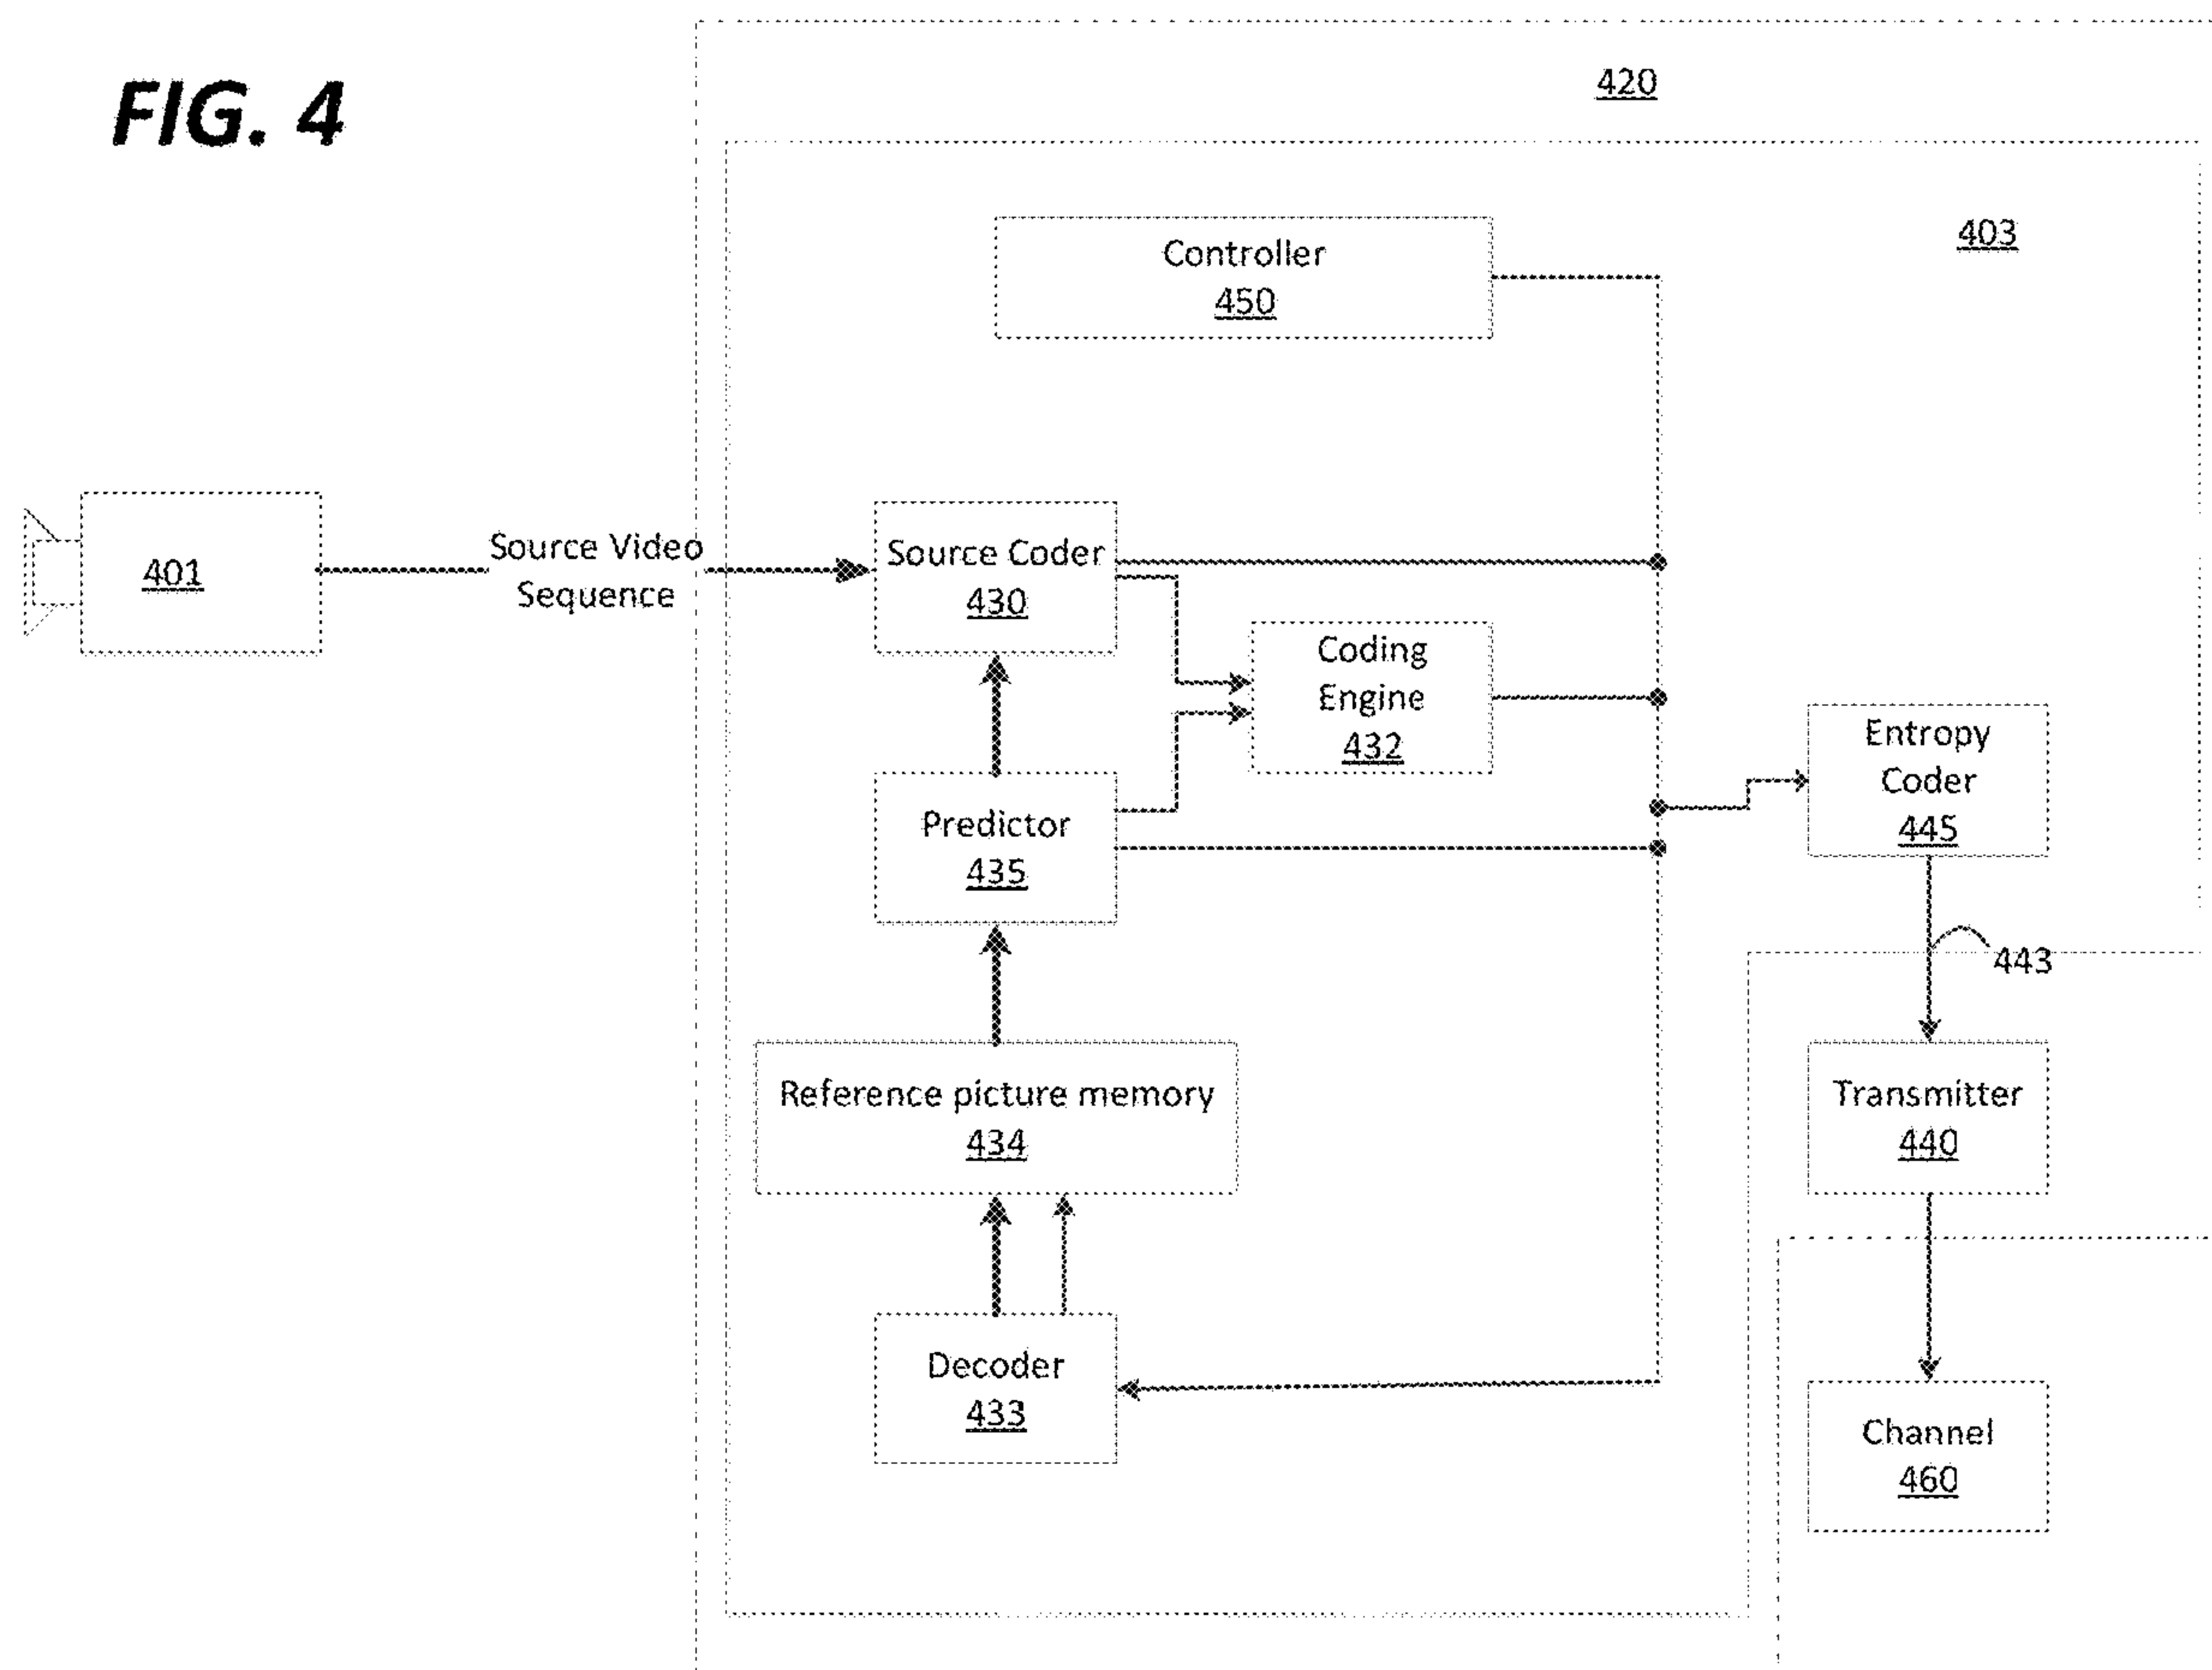 FIG. 4
420
403
Controller
450
401
Source Video
Sequence
Source Coder
430
Coding
Engine
432
Entropy
Coder
445
Predictor
435
443
Reference picture memory
434
Transmitter
440
Decoder
433
Channel
460